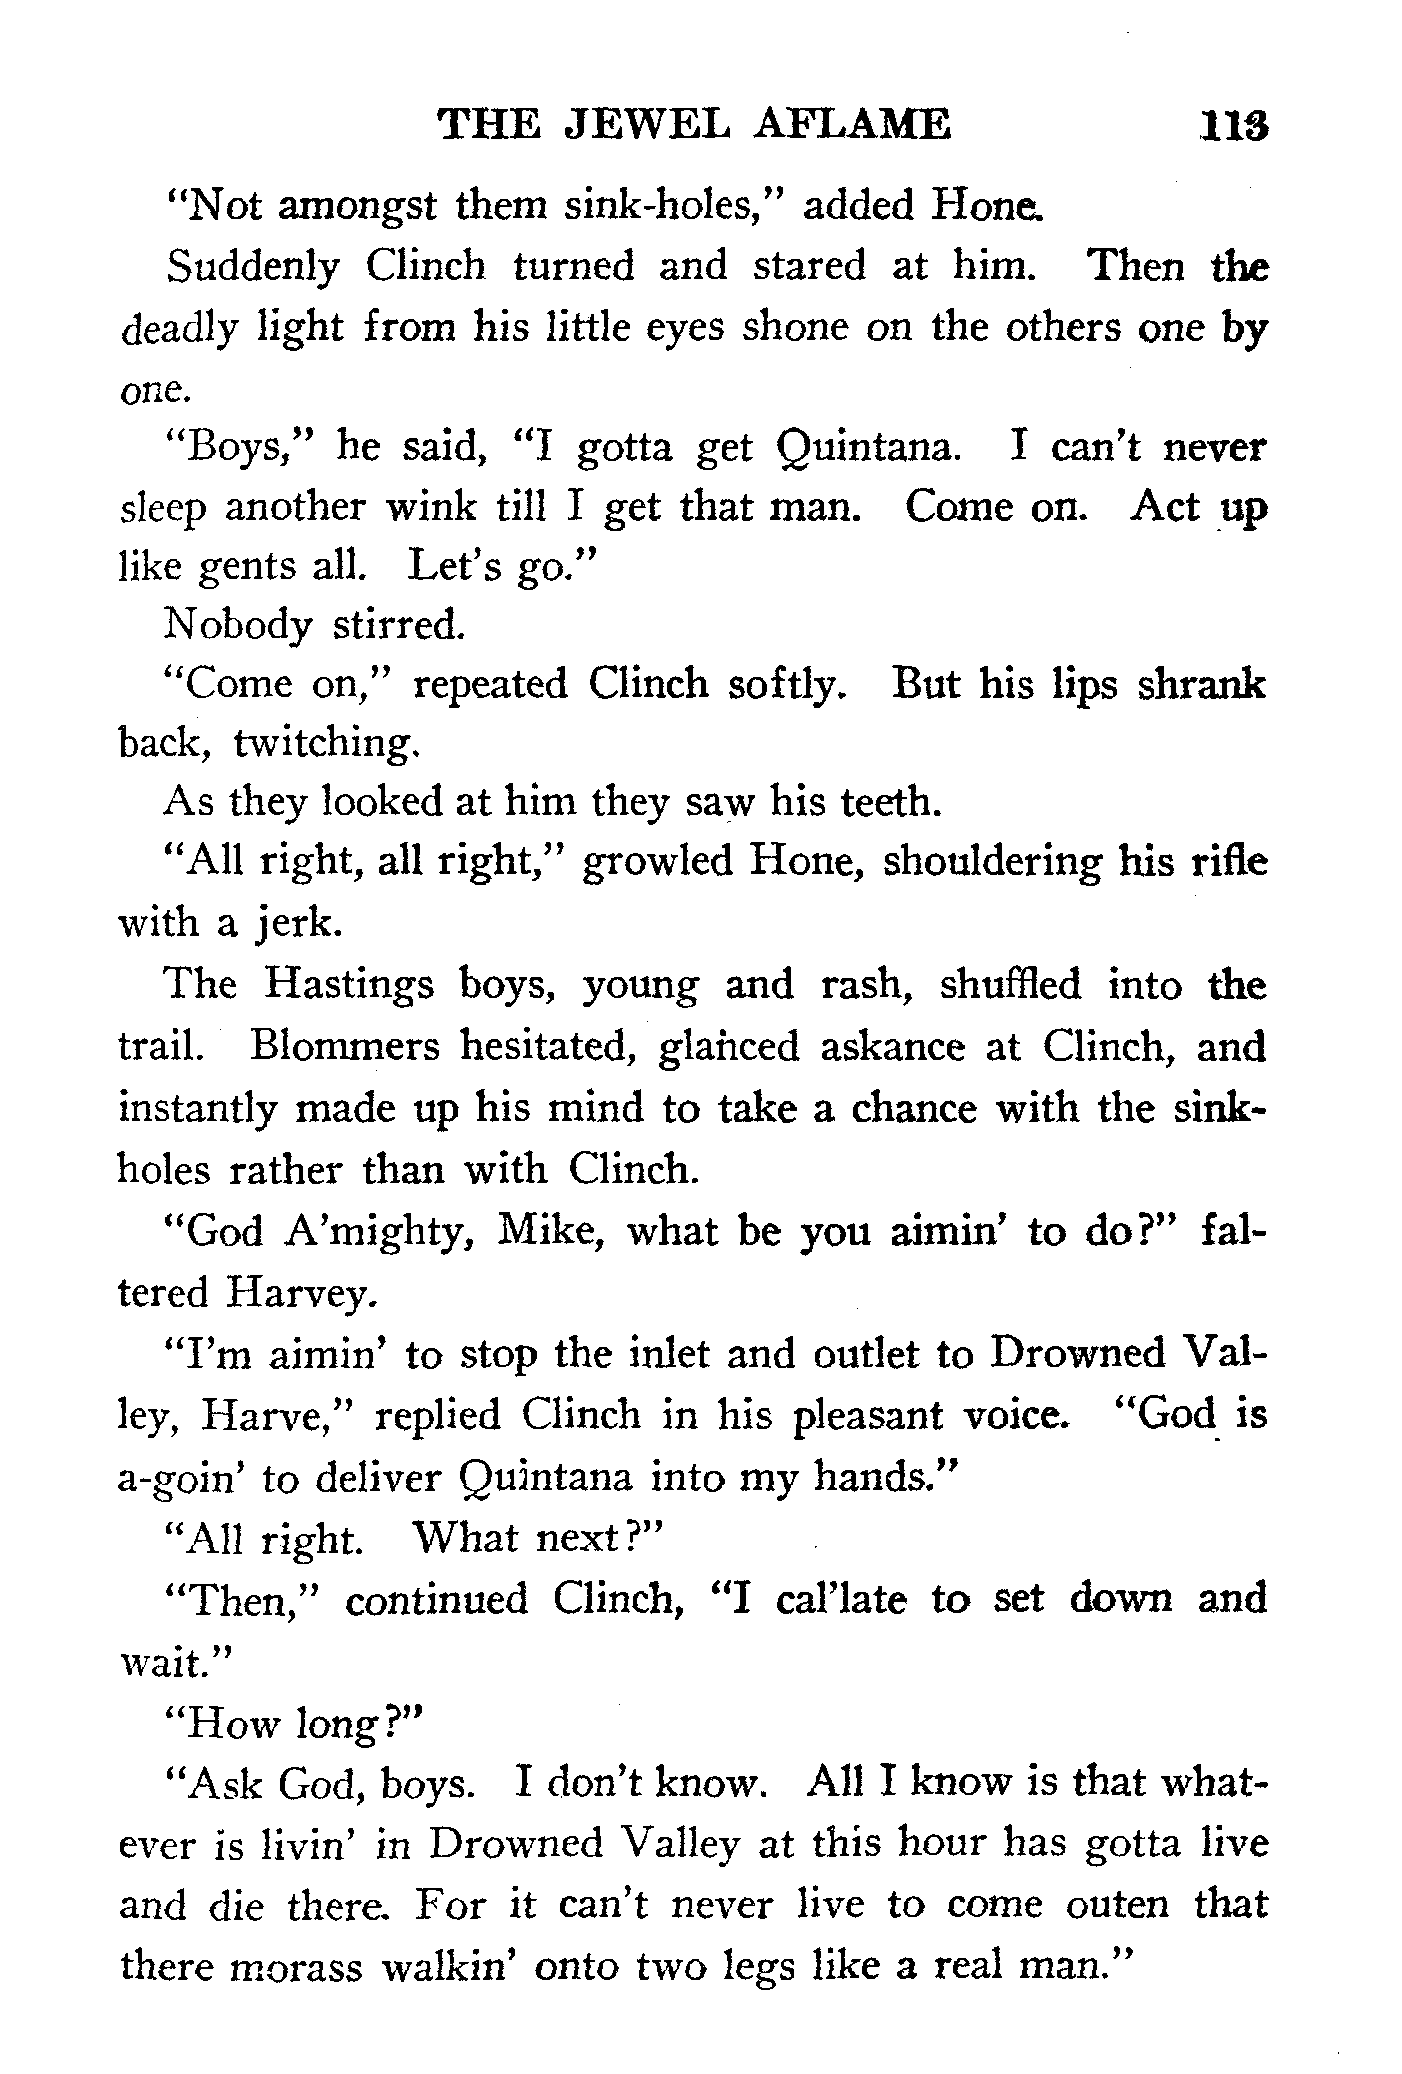 THE JEWEL AFLAME 113
“Not amongst them sink-holes,” added Hone.
Suddenly Clinch turned and stared at him. Then the
deadly light from his little eyes shone on the others one by
one.
“Boys,” he said, “I gotta get Quintana. I can’t never
sleep another wink till I get that man. Come on. Act up
like gents all. Let’s go.”
Nobody stirred.
“Come on,” repeated Clinch softly. But his lips shrank
back, twitching.
As they looked at him they saw his teeth.
“All right, all right,” growled Hone, shouldering his rifle
with a jerk.
The Hastings boys, young and rash, shuffled into the
trail. Blommers hesitated, glanced askance at Clinch, and
instantly made up his mind to take a chance with the sink-
holes rather than with Clinch.
“God A’mighty, Mike, what be you aimin’ to do?” fal-
tered Harvey.
“I’m aimin’ to stop the inlet and outlet to Drowned Val-
ley, Harve,” replied Clinch in his pleasant voice. “God is
a-goin’ to deliver Quintana into my hands.”
“All right. What next?”
“Then,” continued Clinch, “I cal’late to set down and
wait.”
“How long?”
“Ask God, boys. I don’t know. All I know is that what-
ever is livin’ in Drowned Valley at this hour has gotta live
and die there. For it can’t never live to come outen that
there morass walkin’ onto two legs like a real man.”